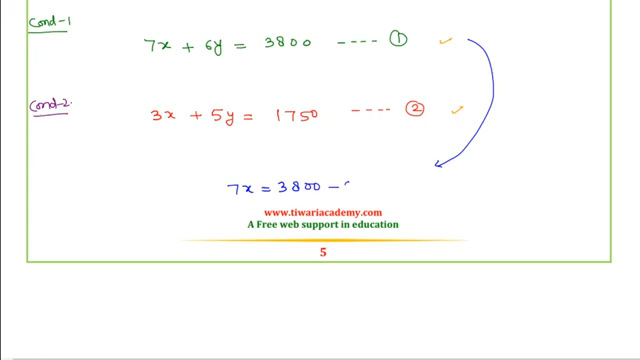 Cond-1
7x + 6y = 3800 ---- ①
Cond-2.
3x + 5y = 1750 ---- ②
7x = 3800 -
www.tiwariacademy.com
A Free web support in education
5